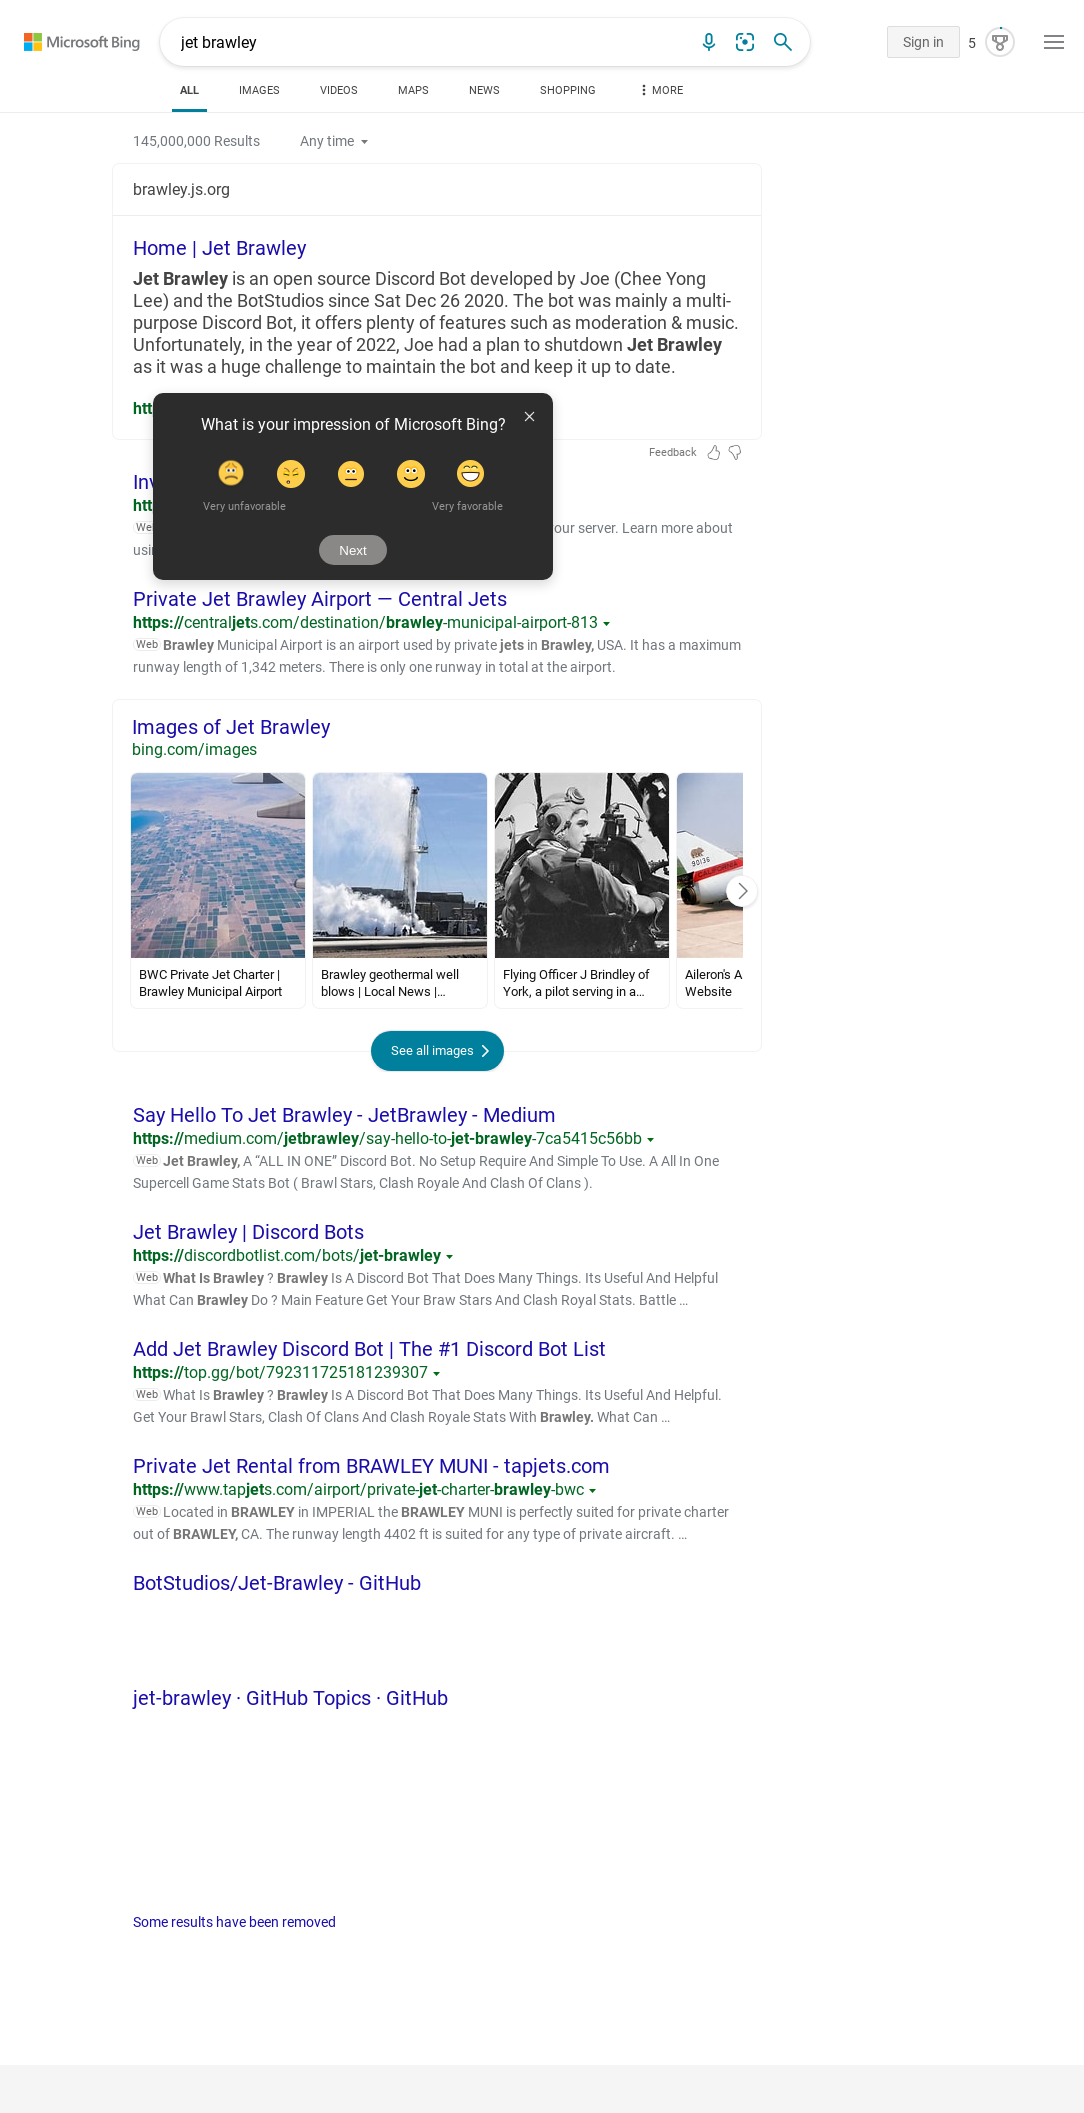 Microsoft Bing
jet brawley
Sign in
5
ALL IMAGES VIDEOS MAPS NEWS SHOPPING MORE
145,000,000 Results Any time
brawley.js.org
Home | Jet Brawley
Jet Brawley is an open source Discord Bot developed by Joe (Chee Yong
Lee) and the BotStudios since Sat Dec 26 2020. The bot was mainly a multi-
purpose Discord Bot, it offers plenty of features such as moderation & music.
Unfortunately, in the year of 2022, Joe had a plan to shutdown Jet Brawley
as it was a huge challenge to maintain the bot and keep it up to date.
What is your impression of Microsoft Bing?
Very unfavorable Very favorable
Next
Feedback
our server. Learn more about
Private Jet Brawley Airport — Central Jets
https://centraljets.com/destination/brawley-municipal-airport-813
Web Brawley Municipal Airport is an airport used by private jets in Brawley, USA. It has a maximum
runway length of 1,342 meters. There is only one runway in total at the airport.
Images of Jet Brawley
bing.com/images
90136
CALIFORNIA
BWC Private Jet Charter |
Brawley Municipal Airport
Brawley geothermal well
blows | Local News |...
Flying Officer J Brindley of
York, a pilot serving in a...
Aileron's A
Website
See all images
Say Hello To Jet Brawley - JetBrawley - Medium
https://medium.com/jetbrawley/say-hello-to-jet-brawley-7ca5415c56bb
Web Jet Brawley, A “ALL IN ONE” Discord Bot. No Setup Require And Simple To Use. A All In One
Supercell Game Stats Bot ( Brawl Stars, Clash Royale And Clash Of Clans ).
Jet Brawley | Discord Bots
https://discordbotlist.com/bots/jet-brawley
Web What Is Brawley ? Brawley Is A Discord Bot That Does Many Things. Its Useful And Helpful
What Can Brawley Do ? Main Feature Get Your Braw Stars And Clash Royal Stats. Battle …
Add Jet Brawley Discord Bot | The #1 Discord Bot List
https://top.gg/bot/792311725181239307
Web What Is Brawley ? Brawley Is A Discord Bot That Does Many Things. Its Useful And Helpful.
Get Your Brawl Stars, Clash Of Clans And Clash Royale Stats With Brawley. What Can …
Private Jet Rental from BRAWLEY MUNI - tapjets.com
https://www.tapjets.com/airport/private-jet-charter-brawley-bwc
Web Located in BRAWLEY in IMPERIAL the BRAWLEY MUNI is perfectly suited for private charter
out of BRAWLEY, CA. The runway length 4402 ft is suited for any type of private aircraft. …
BotStudios/Jet-Brawley - GitHub
jet-brawley · GitHub Topics · GitHub
Some results have been removed